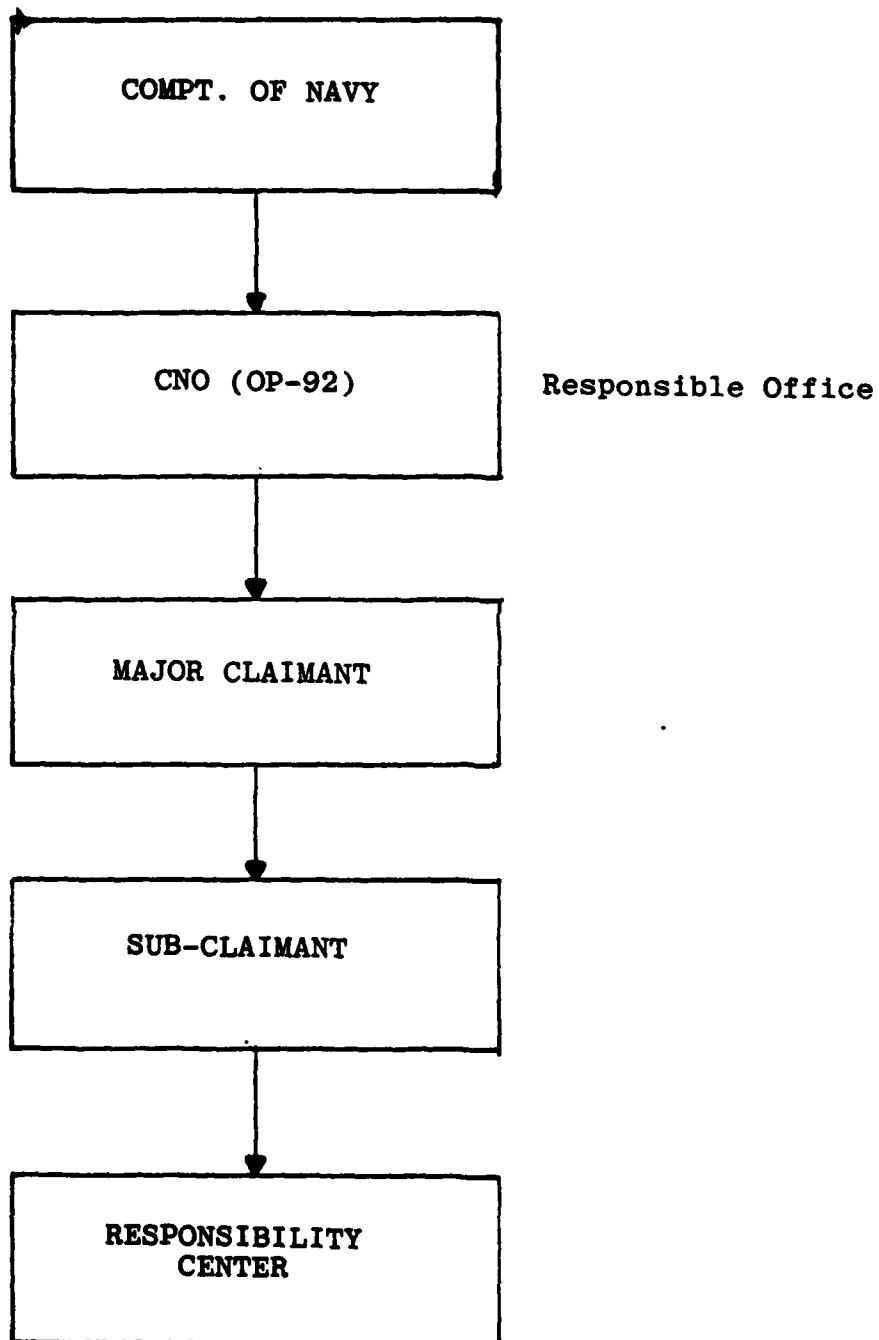 COMPT. OF NAVY
CNO (OP-92)
Responsible Office
MAJOR CLAIMANT
SUB-CLAIMANT
RESPONSIBILITY
CENTER